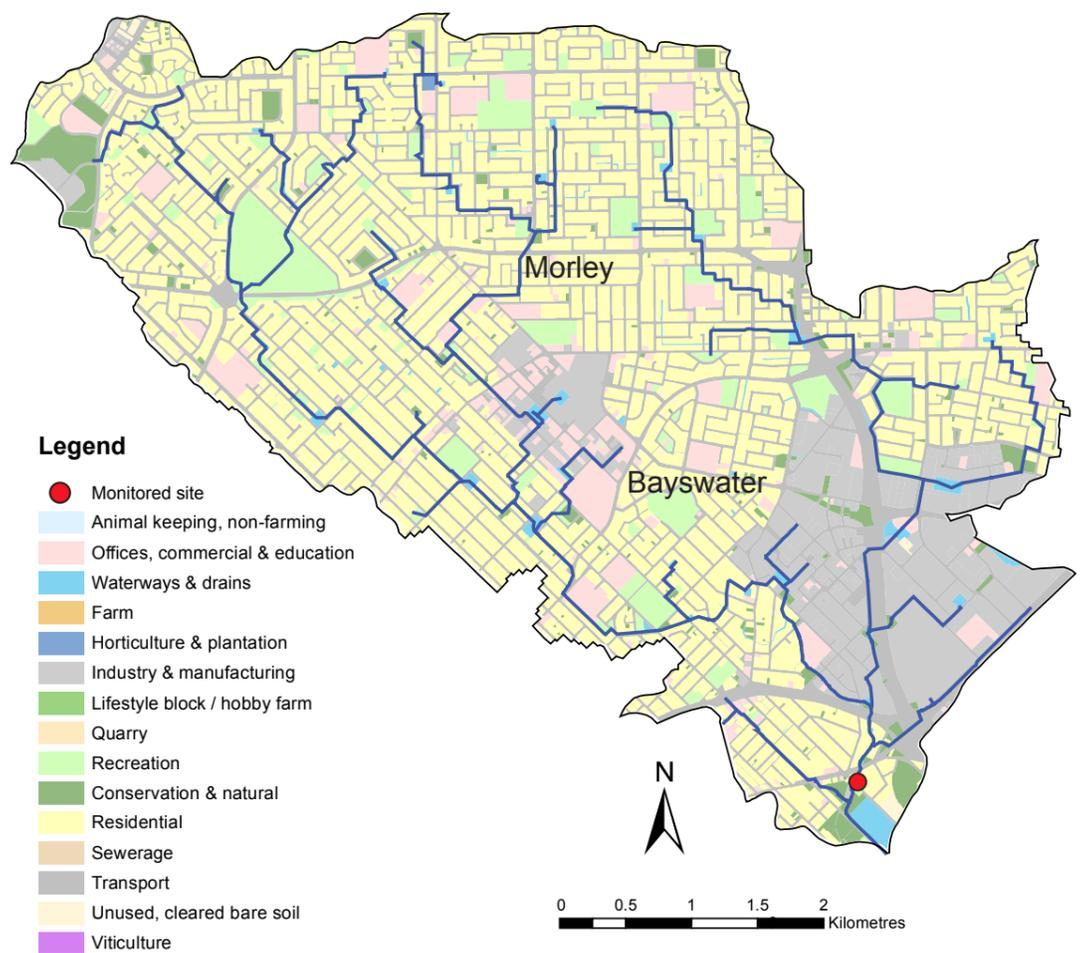 Morley
Bayswater
Legend
Monitored site
Animal keeping, non-farming
Offices, commercial & education
Waterways & drains
Farm
Horticulture & plantation
Industry & manufacturing
Lifestyle block / hobby farm
Quarry
Recreation
Conservation & natural
Residential
Sewerage
Transport
Unused, cleared bare soil
Viticulture
N
0 0.5 1 1.5 2
Kilometres